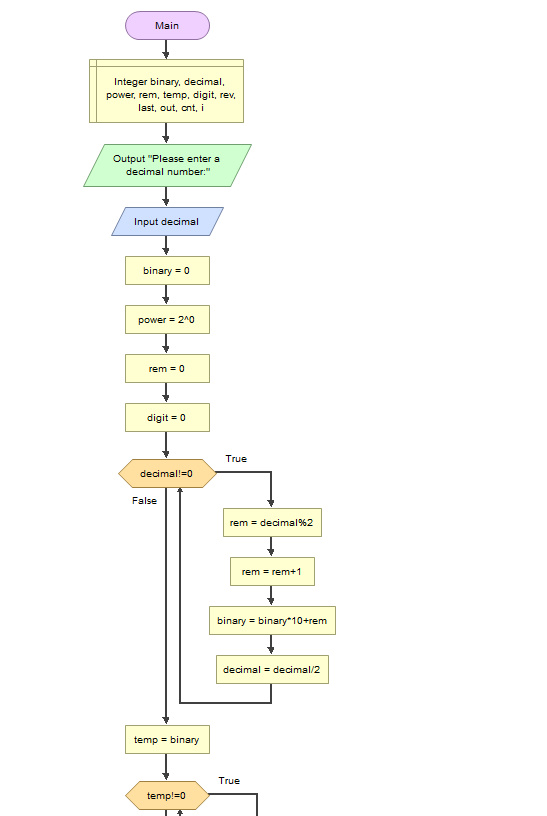 Main
Integer binary, decimal,
power, rem, temp, digit, rev,
last, out, cnt, i
Output "Please enter a
decimal number:"
Input decimal
binary = 0
power = 2^0
rem = 0
digit = 0
decimal!=0
True
False
rem = decimal%2
rem = rem+1
binary = binary*10+rem
decimal = decimal/2
temp = binary
temp!=0
True